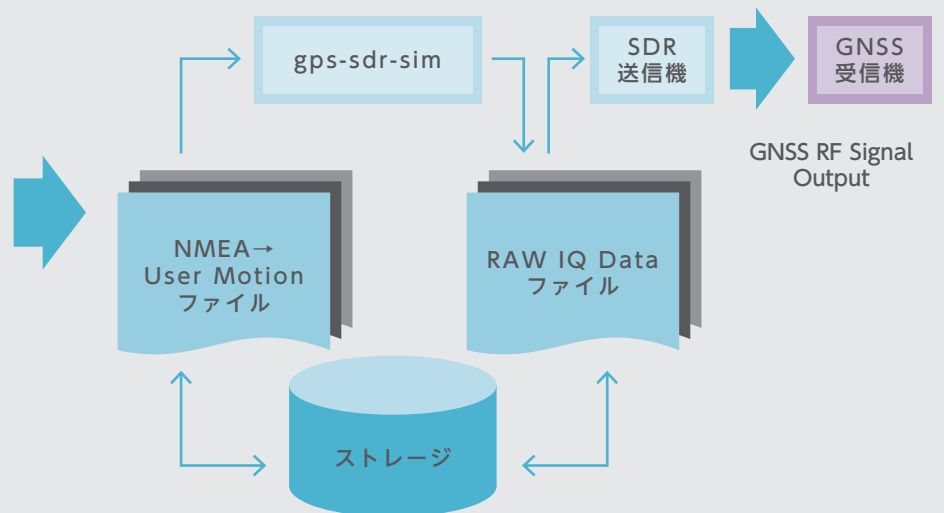 gps-sdr-sim
SDR
送信機
GNSS
受信機
GNSS RF Signal
Output
NMEA→
User Motion
ファイル
RAW IQ Data
ファイル
ストレージ